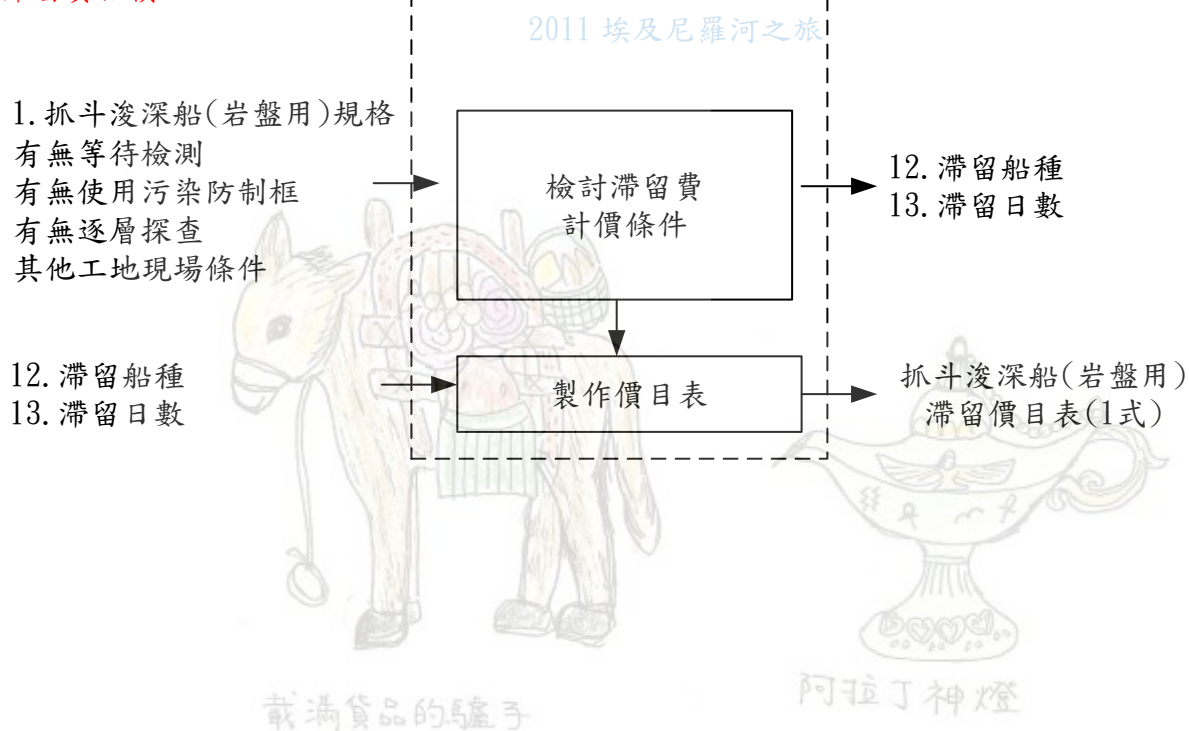 2011 埃及尼羅河之旅
1.抓斗浚深船(岩盤用)規格
有無等待檢測
有無使用污染防制框
有無逐層探查
其他工地現場條件
檢討滯留費
計價條件
12.滯留船種
13.滯留日數
12.滯留船種
13.滯留日數
製作價目表
抓斗浚深船(岩盤用)
滯留價目表(1式)
載滿貨品的驢子
阿拉丁神燈